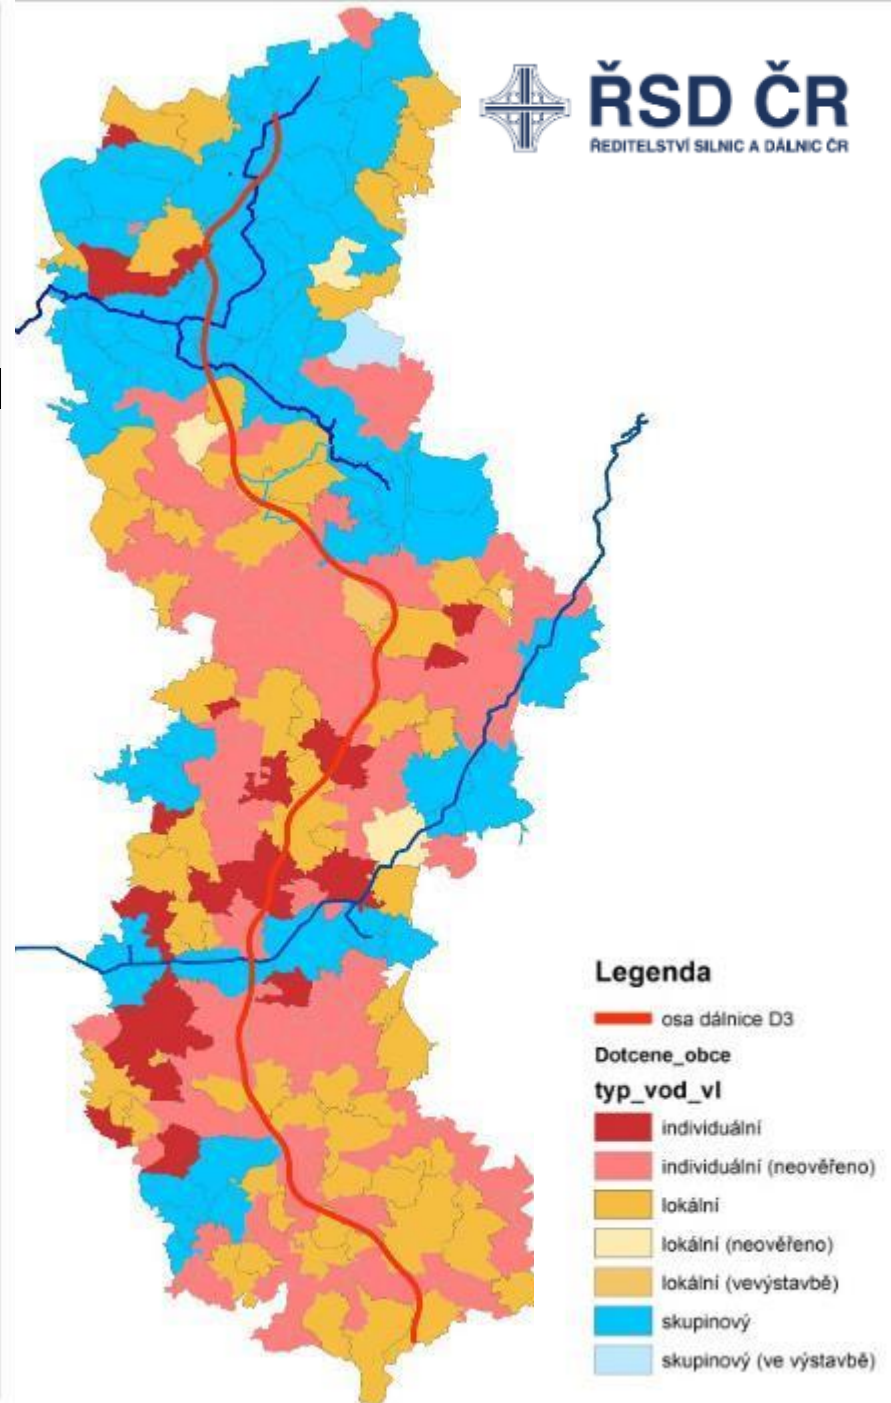 ŘSD ČR
ŘEDITELSTVÍ SILNIC A DÁLNIC ČR
Legenda
osa dálnice D3
Dotcene_obce
typ_vod_vl
individuální
individuální (neověřeno)
lokální
lokální (neověřeno)
lokální (vevýstavbě)
skupinový
skupinový (ve výstavbě)